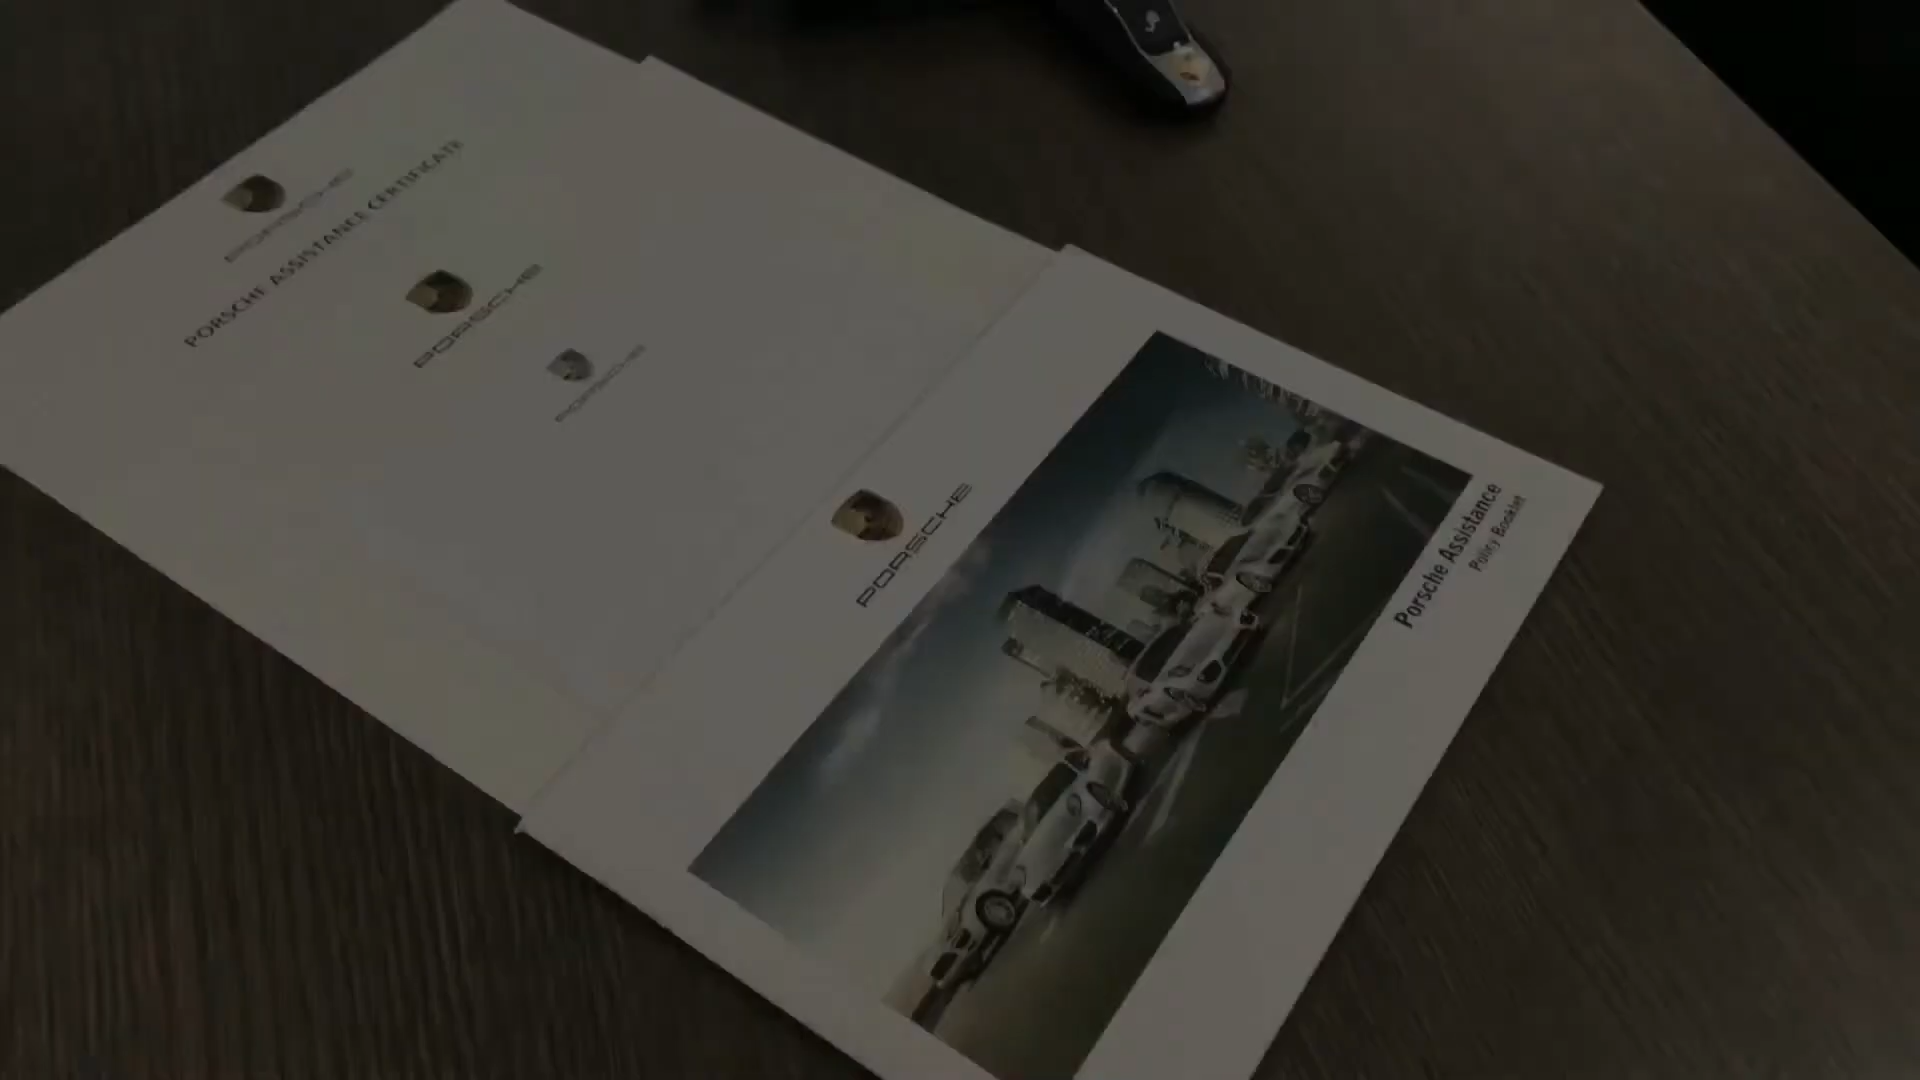 PORSCHE
PORSCHE ASSISTANCE CERTIFICATE
PORSCHE
PORSCHE
PORSCHE
Porsche Assistance
Policy Booklet